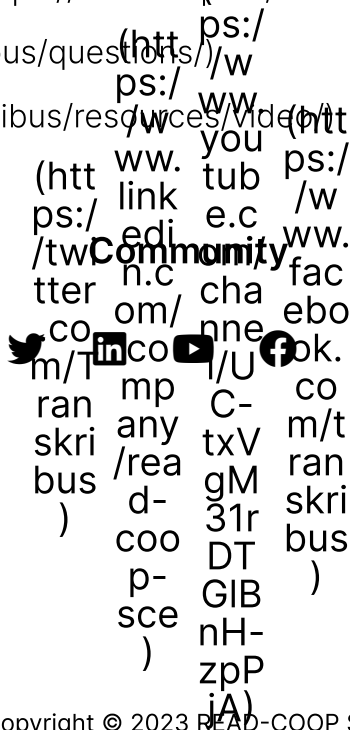 ous/questions/)
ibus/resources/video/)
(htt
ps:/
/twi
tter
.co
m/T
ran
skri
bus
)
(htt
ps:/
/w
ww.
link
edi
n.c
om/
co
mp
any
/rea
d-
coo
p-
sce
)
ps:/
/w
ww.
you
tub
e.c
om/
cha
nne
l/U
C-
txV
gM
31r
DT
GIB
nH-
zpP
jA)
(htt
ps:/
/w
ww.
fac
ebo
ok.
co
m/t
ran
skri
bus
)
Community
opyright © 2023 READ-COOP S